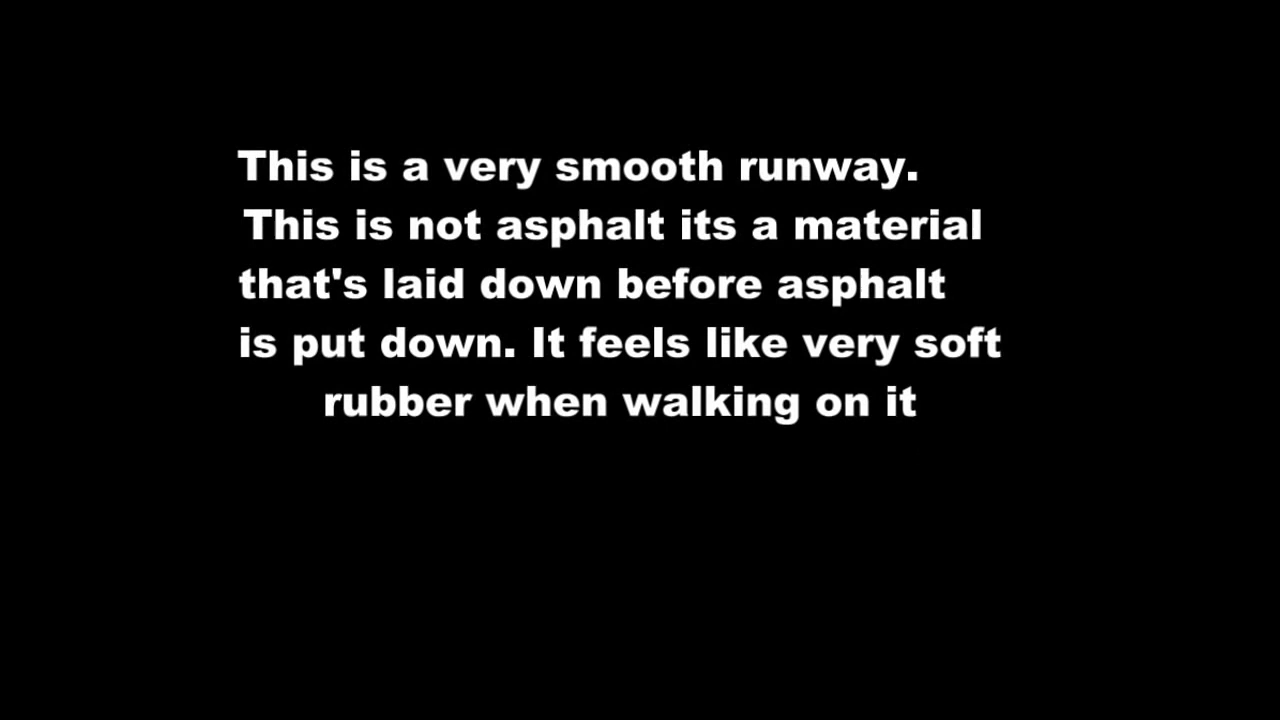 This is a very smooth runway.
This is not asphalt its a material
that's laid down before asphalt
is put down. It feels like very soft
rubber when walking on it